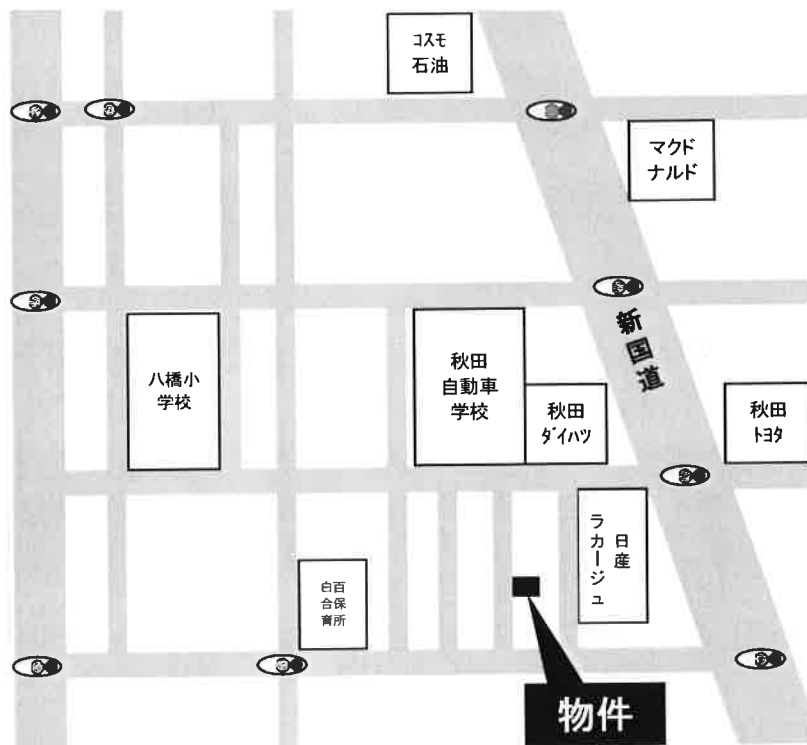 コスモ
石油
マクド
ナルド
新国道
八橋小
学校
秋田
自動車
学校
秋田
ダイハツ
秋田
トヨタ
日産
ラカージュ
百保所
白合育
物件